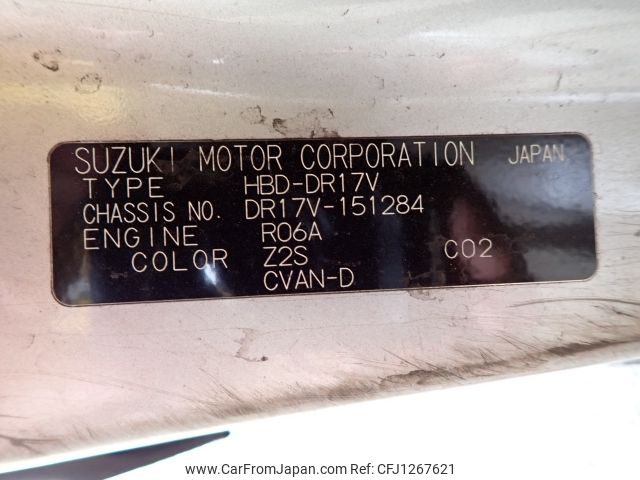 SUZUKI MOTOR CORPORATION JAPAN
TYPE HBD-DR17V
CHASSIS NO. DR17V-151284
ENGINE R06A
COLOR Z2S C02
CVAN-D
www.CarFromJapan.com CFJ1267621